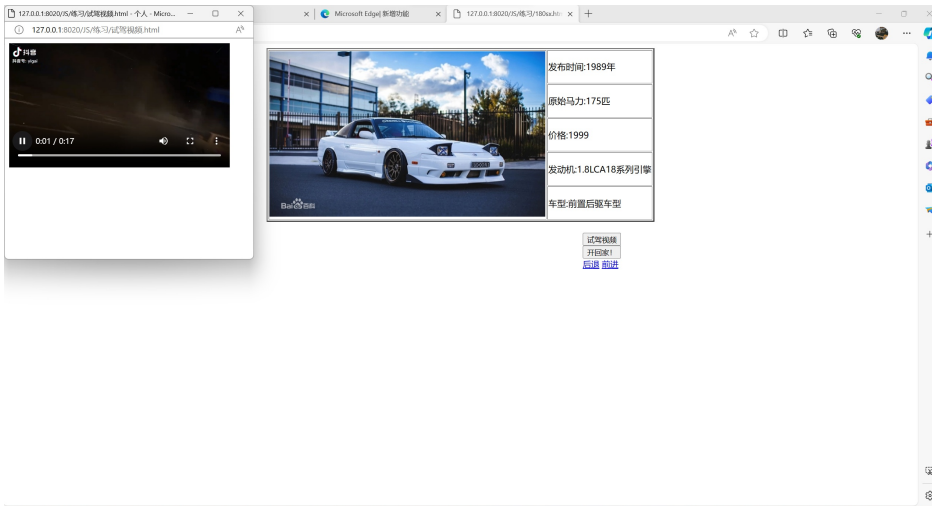 127.0.0.1:8020/JS/练习/试驾视频.html - 个人 - Micro...
127.0.0.1:8020/JS/练习/试驾视频.html
抖音
抖音号: yigai
0:01 / 0:17
Microsoft Edge| 新增功能
127.0.0.1:8020/JS/练习/180sx.ht
发布时间:1989年
原始马力:175匹
价格:1999
发动机:1.8LCA18系列引擎
车型:前置后驱车型
Bai百科
试驾视频
开回家!
后退 前进